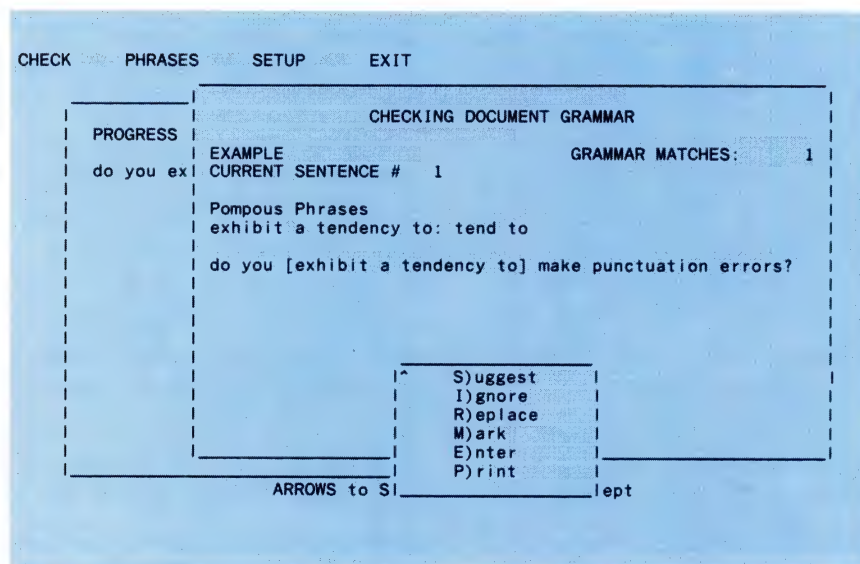 CHECK PHRASES SETUP EXIT
CHECKING DOCUMENT GRAMMAR
PROGRESS
EXAMPLE GRAMMAR MATCHES: 1
do you ex CURRENT SENTENCE # 1
Pompous Phrases
exhibit a tendency to: tend to
do you [exhibit a tendency to] make punctuation errors?
^ S)uggest
I)gnore
R)eplace
M)ark
E)nter
P)rint
ARROWS to S ept